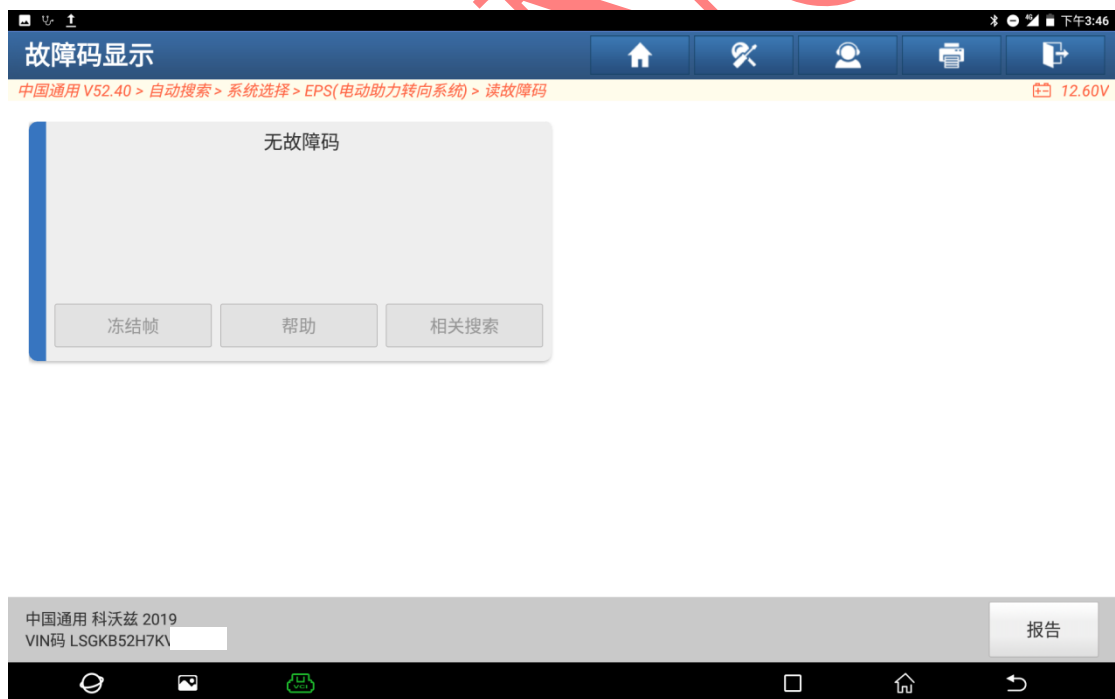 下午3:46
故障码显示
中国通用 V52.40 > 自动搜索 > 系统选择 > EPS(电动助力转向系统) > 读故障码
12.60V
无故障码
冻结帧
帮助
相关搜索
中国通用 科沃兹 2019
VIN码 LSGKB52H7K
报告